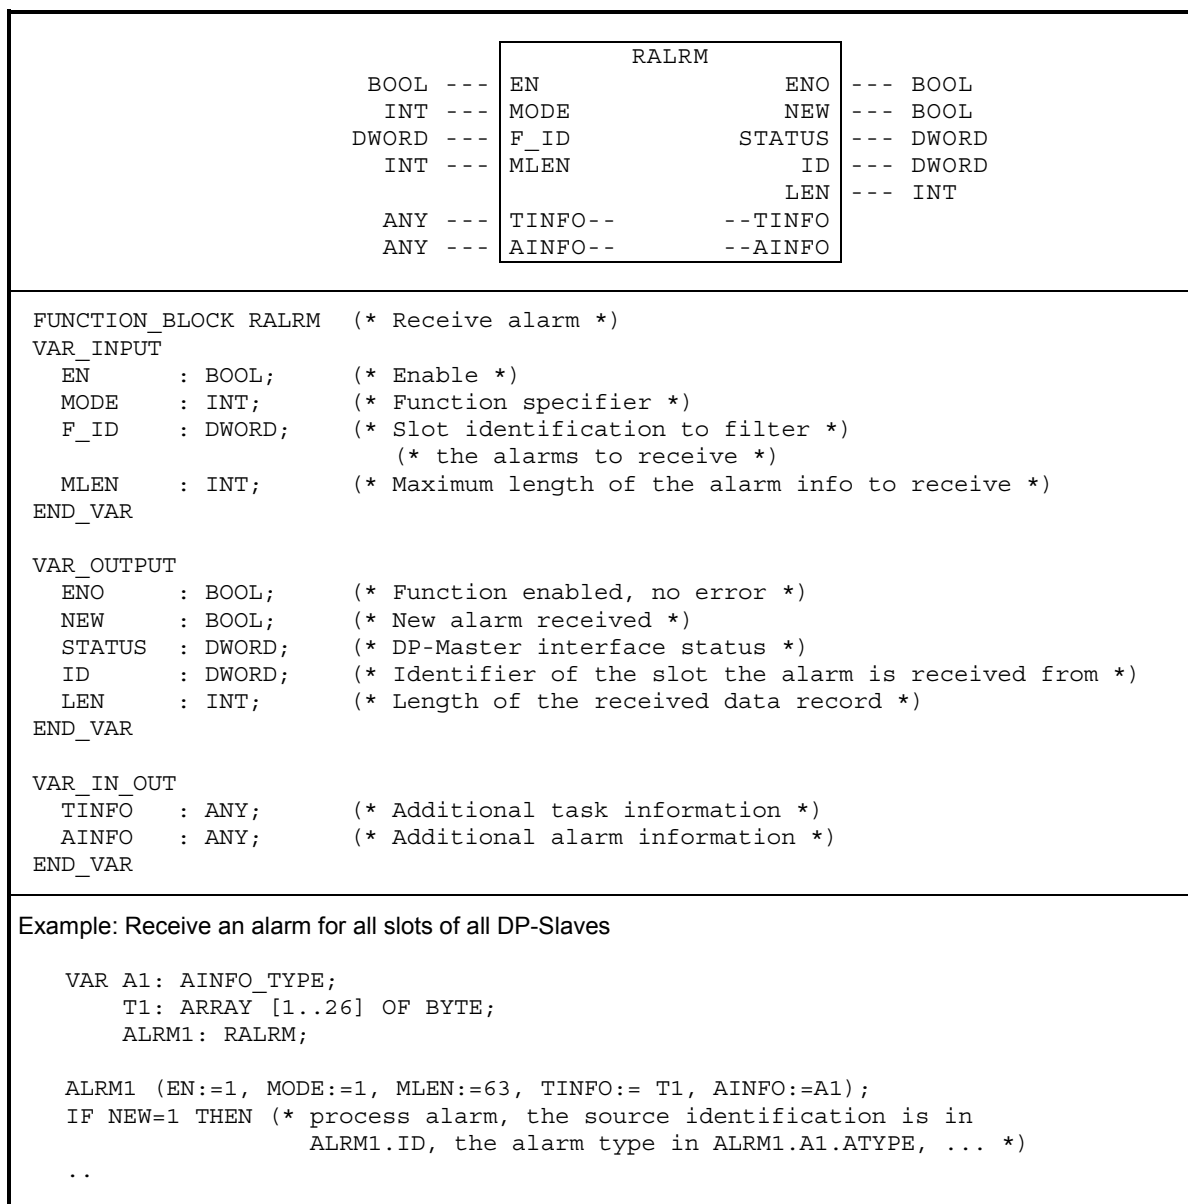 RALRM
BOOL --- EN ENO --- BOOL
INT --- MODE NEW --- BOOL
DWORD --- F_ID STATUS --- DWORD
INT --- MLEN ID --- DWORD
LEN --- INT
ANY --- TINFO-- --TINFO
ANY --- AINFO-- --AINFO
FUNCTION_BLOCK RALRM (* Receive alarm *)
VAR_INPUT
EN : BOOL; (* Enable *)
MODE : INT; (* Function specifier *)
F_ID : DWORD; (* Slot identification to filter *)
(* the alarms to receive *)
MLEN : INT; (* Maximum length of the alarm info to receive *)
END_VAR
VAR_OUTPUT
ENO : BOOL; (* Function enabled, no error *)
NEW : BOOL; (* New alarm received *)
STATUS : DWORD; (* DP-Master interface status *)
ID : DWORD; (* Identifier of the slot the alarm is received from *)
LEN : INT; (* Length of the received data record *)
END_VAR
VAR_IN_OUT
TINFO : ANY; (* Additional task information *)
AINFO : ANY; (* Additional alarm information *)
END_VAR
Example: Receive an alarm for all slots of all DP-Slaves
VAR A1: AINFO_TYPE;
T1: ARRAY [1..26] OF BYTE;
ALRM1: RALRM;
ALRM1 (EN:=1, MODE:=1, MLEN:=63, TINFO:= T1, AINFO:=A1);
IF NEW=1 THEN (* process alarm, the source identification is in
ALRM1.ID, the alarm type in ALRM1.A1.ATYPE, ... *)
..